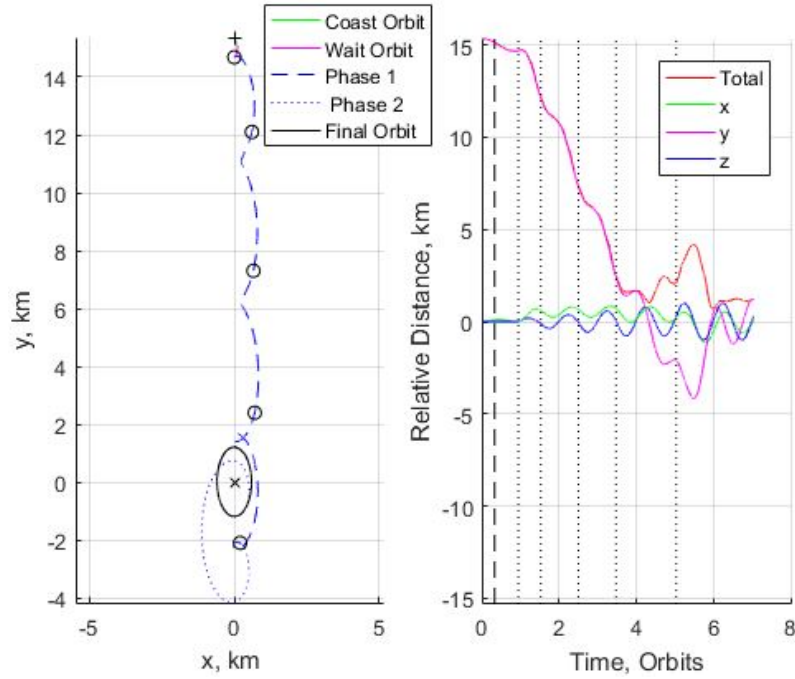 Coast Orbit
Wait Orbit
Phase 1
Phase 2
Final Orbit
14
12
10
8
6
4
2
0
-2
-4
-5
0
5
x, km
y, km
Total
x
y
z
15
10
5
0
-5
-10
-15
0
2
4
6
8
Time, Orbits
Relative Distance, km